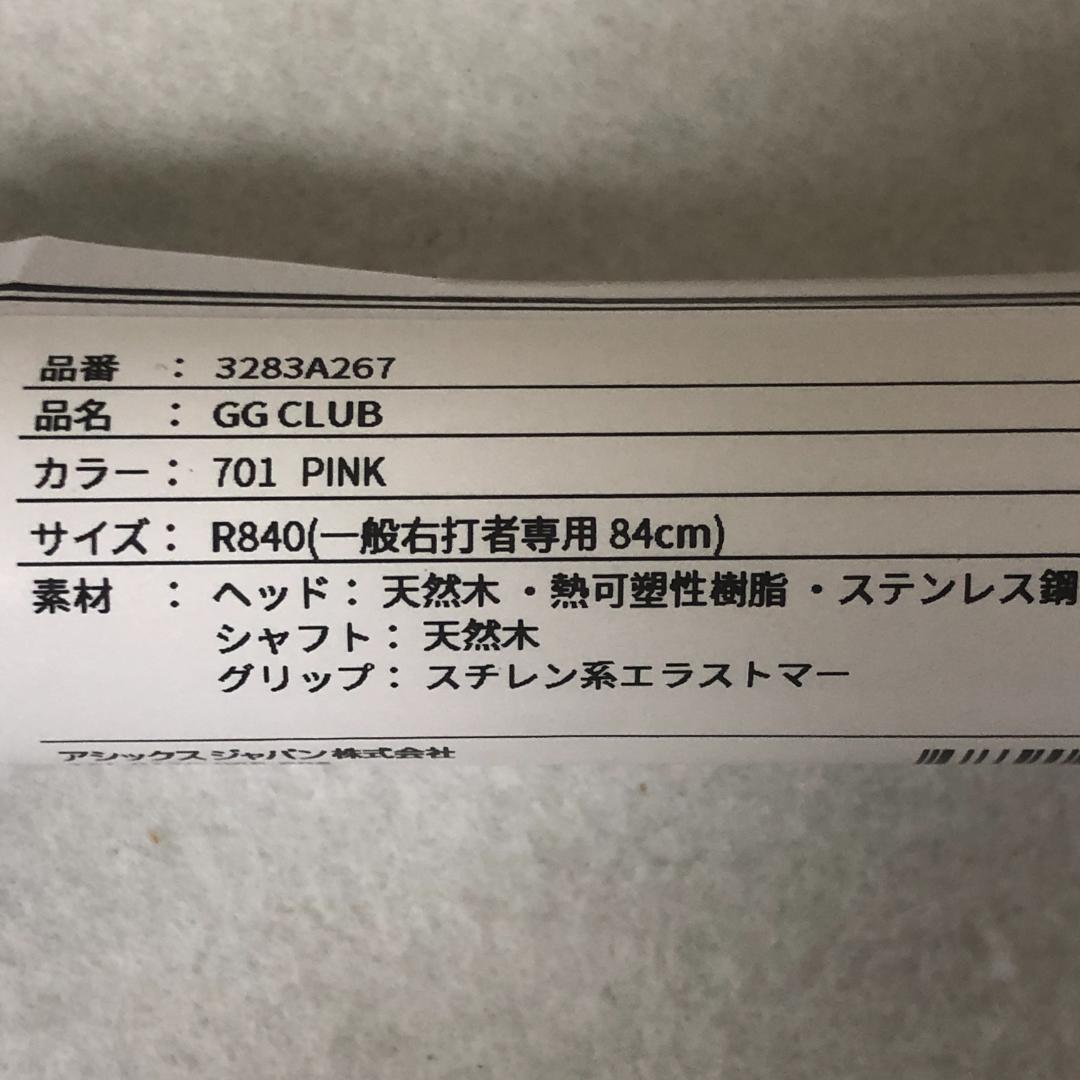 品番 : 3283A267
品名 : GG CLUB
カラー : 701 PINK
サイズ : R840(一般右打者専用 84cm)
素材 : ヘッド : 天然木 ・熱可塑性樹脂 ・ステンレス鋼
シャフト : 天然木
グリップ : スチレン系エラストマー
アシックスジャパン株式会社